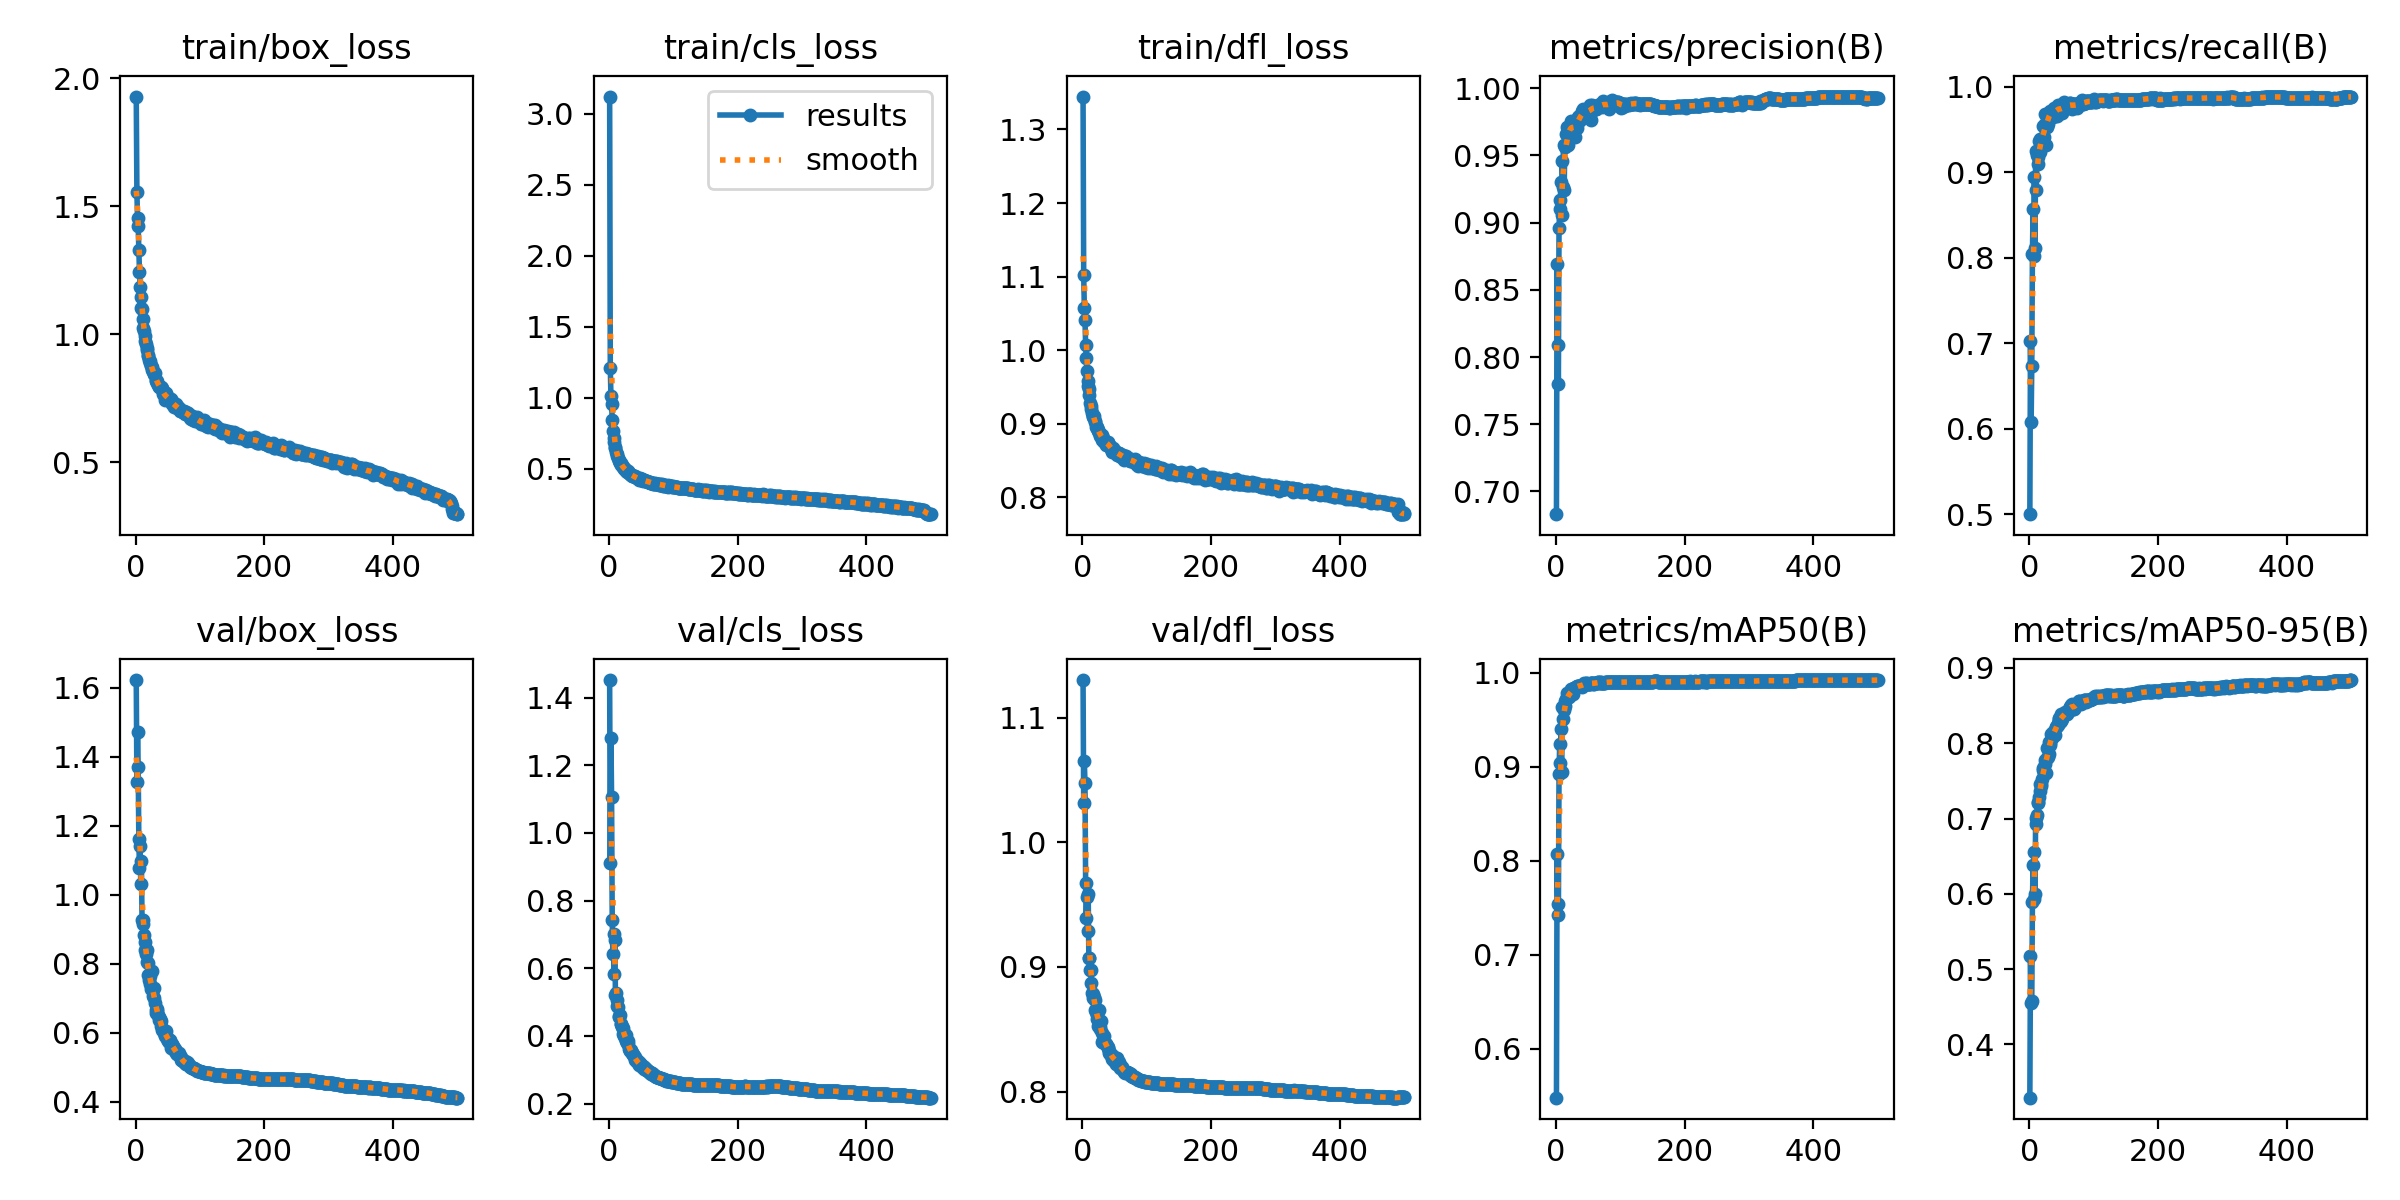 train/box_loss
2.0
1.5
1.0
0.5
0 200 400
train/cls_loss
results
smooth
3.0
2.5
2.0
1.5
1.0
0.5
0 200 400
train/dfl_loss
1.3
1.2
1.1
1.0
0.9
0.8
0 200 400
metrics/precision(B)
1.00
0.95
0.90
0.85
0.80
0.75
0.70
0 200 400
metrics/recall(B)
1.0
0.9
0.8
0.7
0.6
0.5
0 200 400
val/box_loss
1.6
1.4
1.2
1.0
0.8
0.6
0.4
0 200 400
val/cls_loss
1.4
1.2
1.0
0.8
0.6
0.4
0.2
0 200 400
val/dfl_loss
1.1
1.0
0.9
0.8
0 200 400
metrics/mAP50(B)
1.0
0.9
0.8
0.7
0.6
0 200 400
metrics/mAP50-95(B)
0.9
0.8
0.7
0.6
0.5
0.4
0 200 400